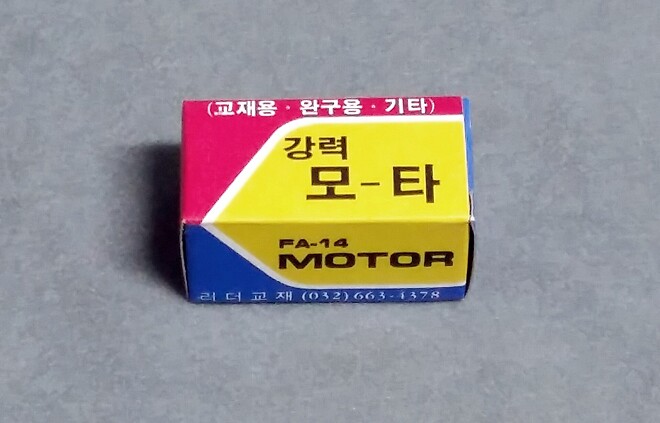 (교재용 · 완구용 · 기타)
강력
모-타
FA-14
MOTOR
리더교재 (032) 663-4378